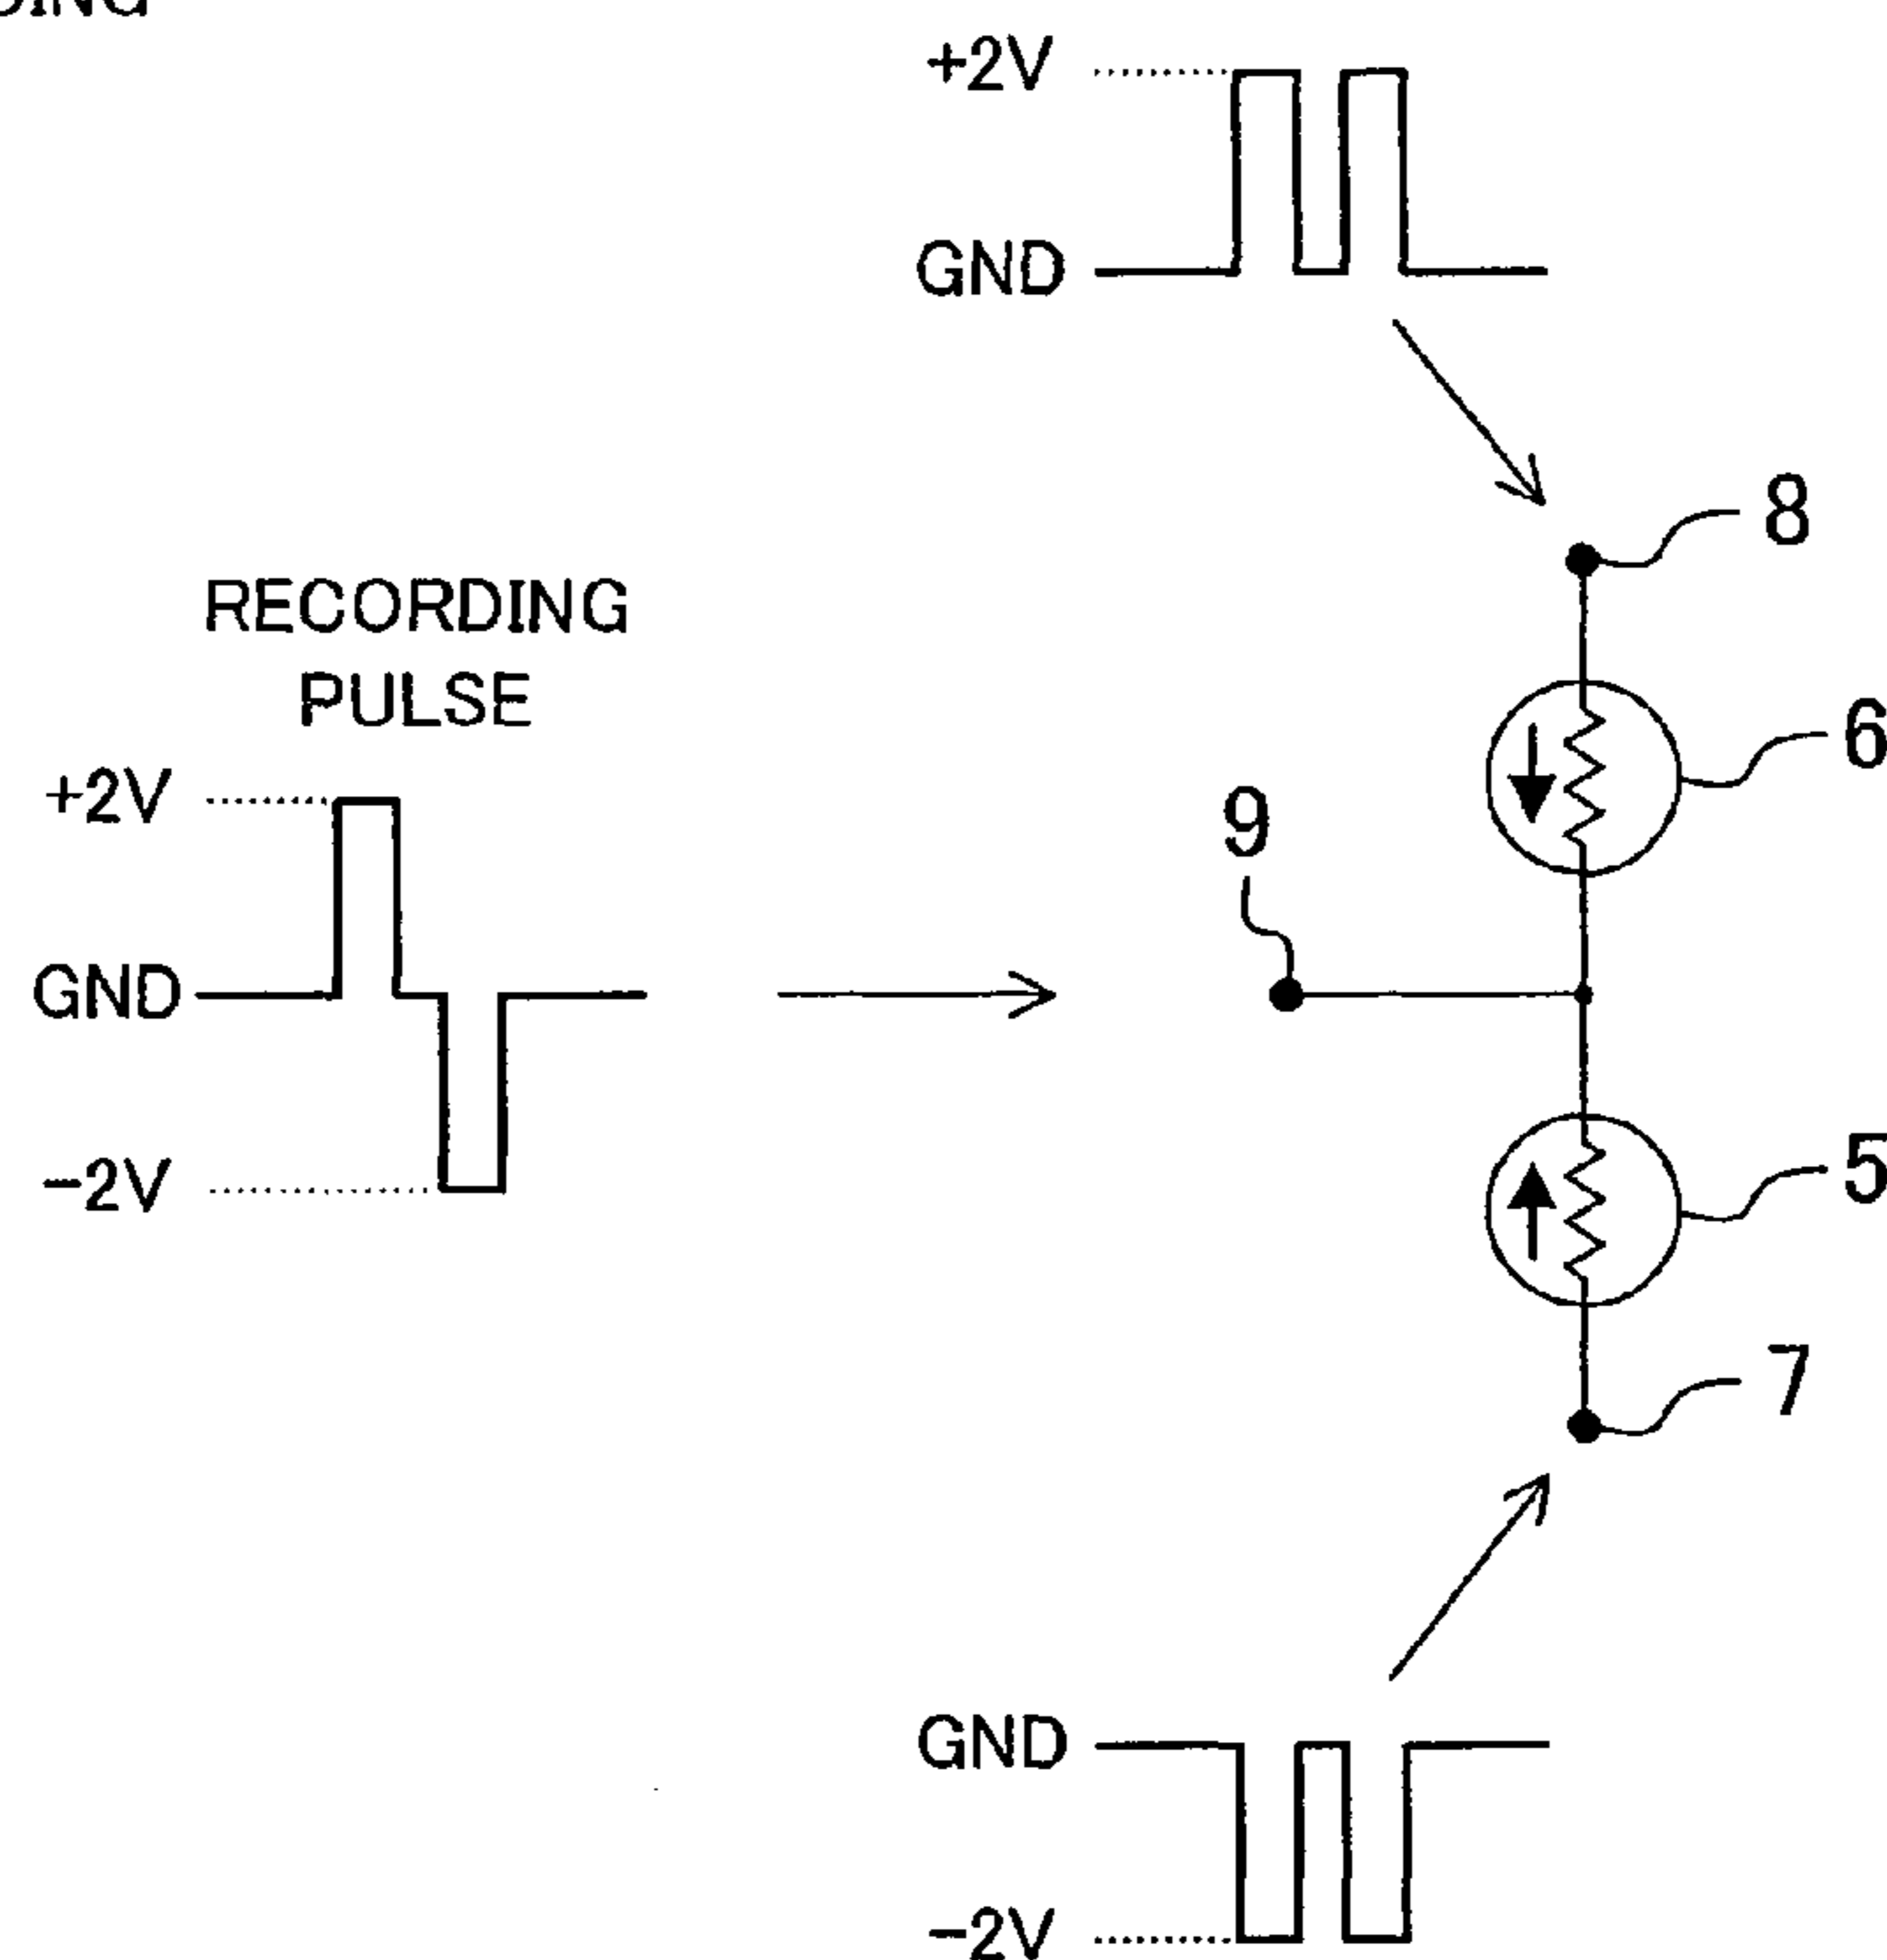 +2V
GND
8
RECORDING
PULSE
6
+2V
9
GND
5
-2V
7
GND
-2V